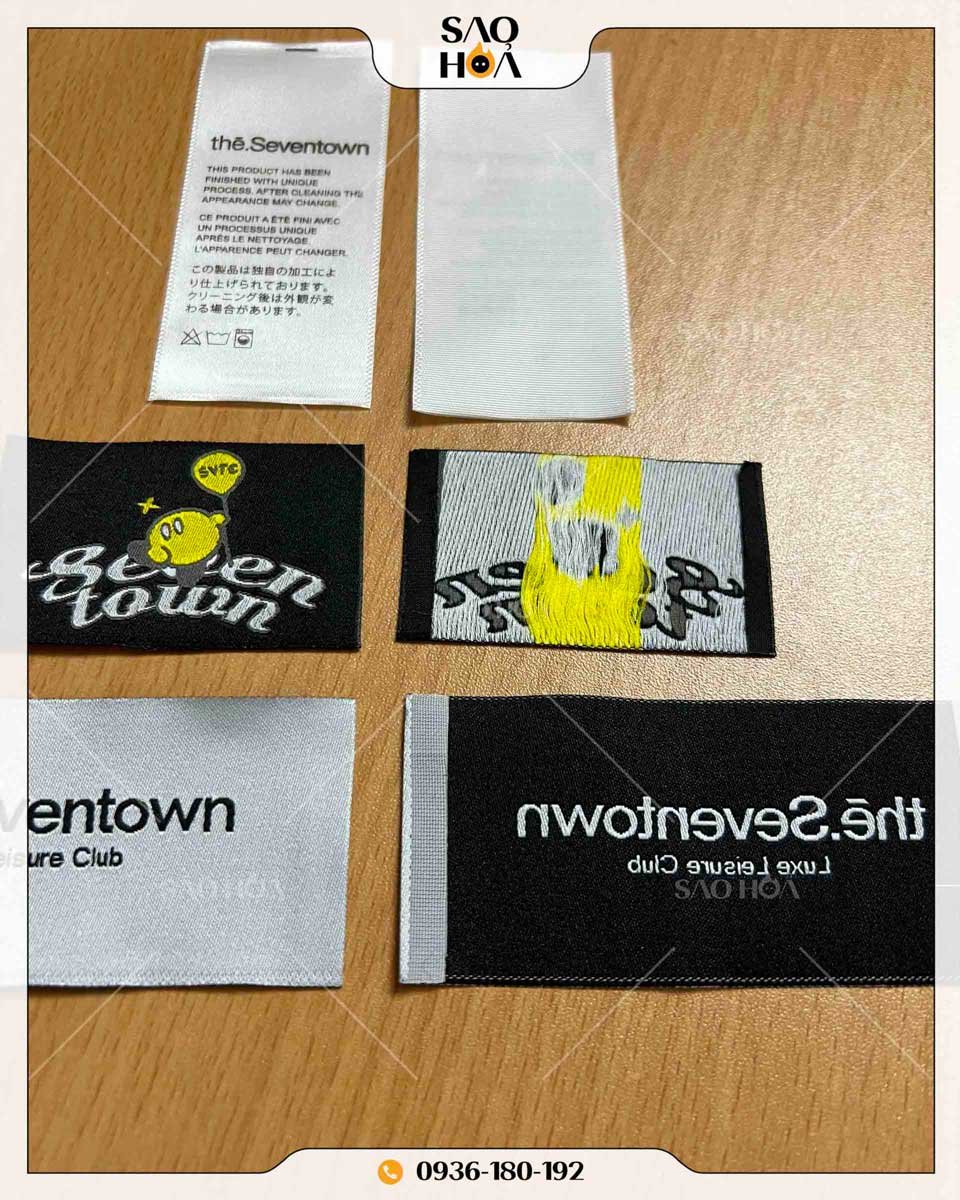 SAO
HỎA
thē.Seventown
THIS PRODUCT HAS BEEN
FINISHED WITH UNIQUE
PROCESS. AFTER CLEANING THE
APPEARANCE MAY CHANGE.
CE PRODUIT A ÉTÉ FINI AVEC
UN PROCESSUS UNIQUE
APRÈS LE NETTOYAGE,
L'APPARENCE PEUT CHANGER.
この製品は独自の加工によ
り仕上げられております。
クリーニング後は外観が変
わる場合があります。
SVTC
seven
town
ventown
eisure Club
thē.Seventown
Luxe Leisure Club
SAO HỎA
SAO HỎA
0936-180-192